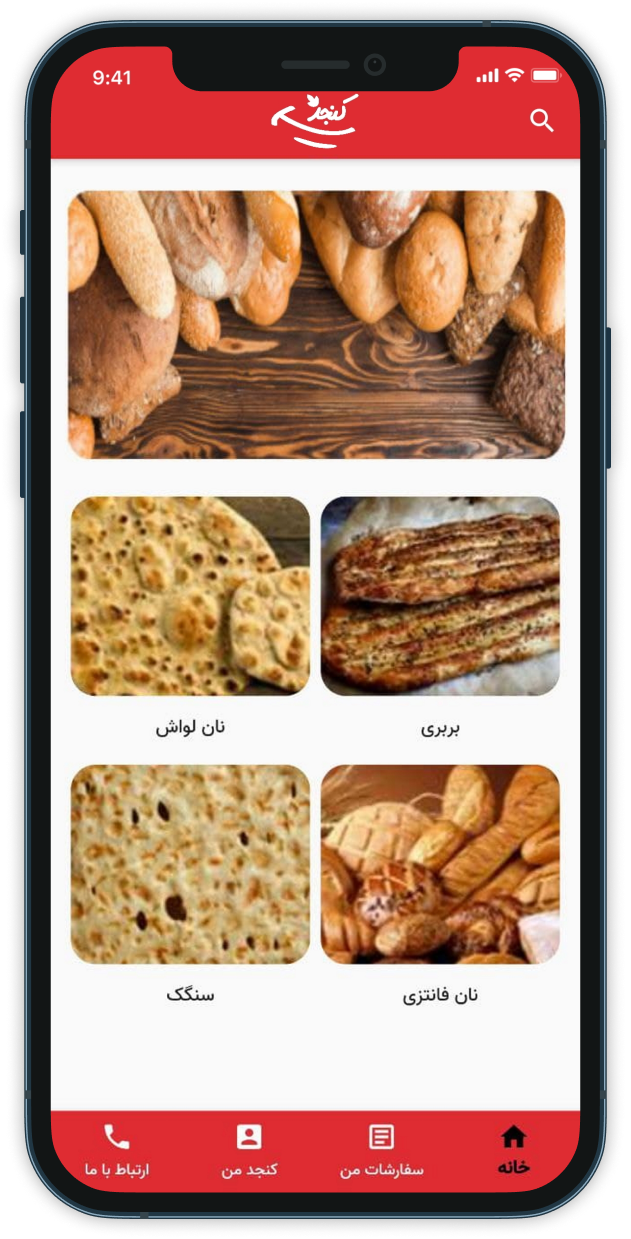 9:41
کنجد
بربری
نان لواش
نان فانتزی
سنگک
خانه
سفارشات من
کنجد من
ارتباط با ما